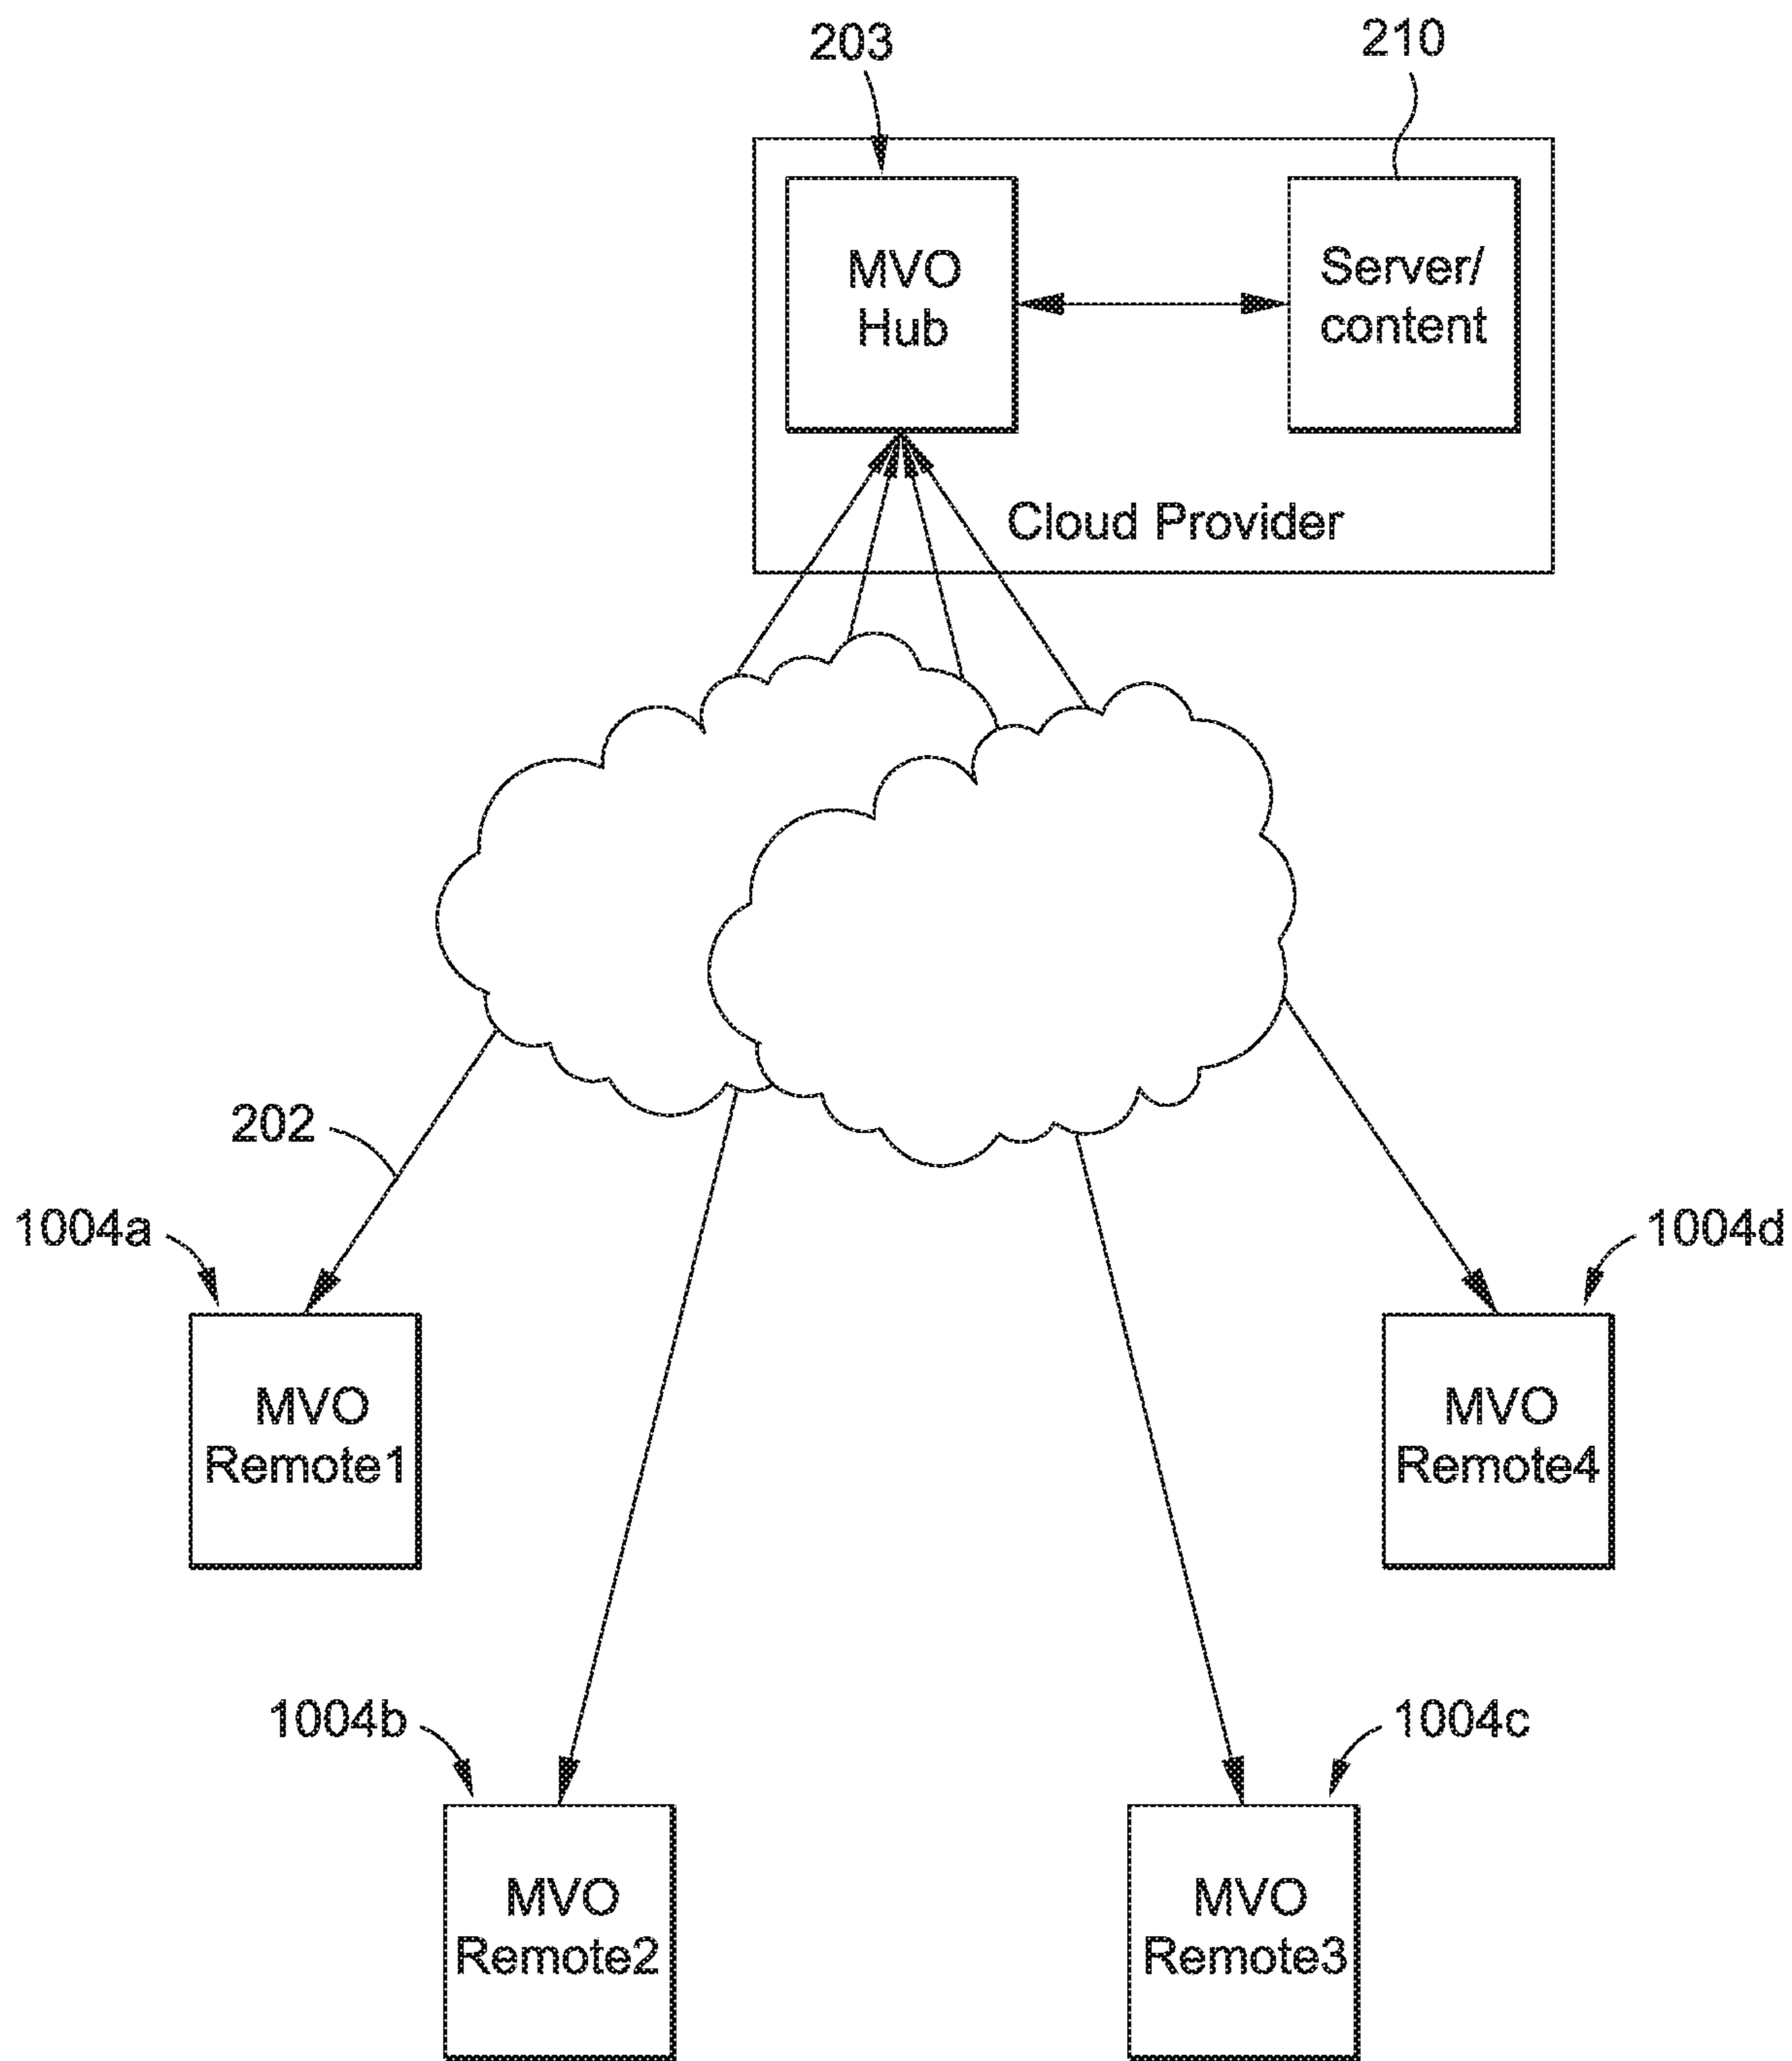 203
210
MVO
Hub
Server/
content
Cloud Provider
202
1004a
1004d
MVO
Remote1
MVO
Remote4
1004b
1004c
MVO
Remote2
MVO
Remote3